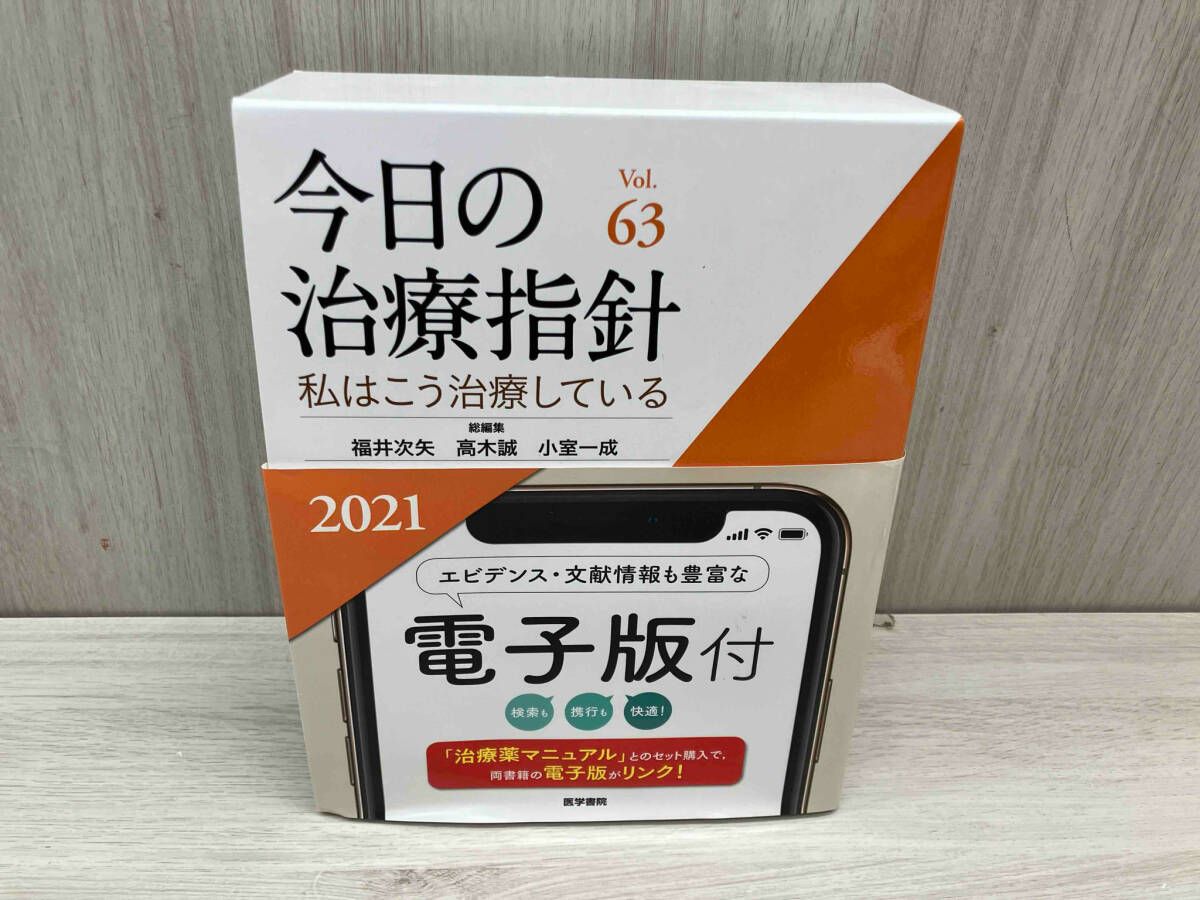 今日の
Vol.
63
治療指針
私はこう治療している
総編集
福井次矢 高木誠 小室一成
2021
エビデンス・文献情報も豊富な
電子版付
検索も 携行も 快適!
「治療薬マニュアル」とのセット購入で,
両書籍の電子版がリンク!
医学書院